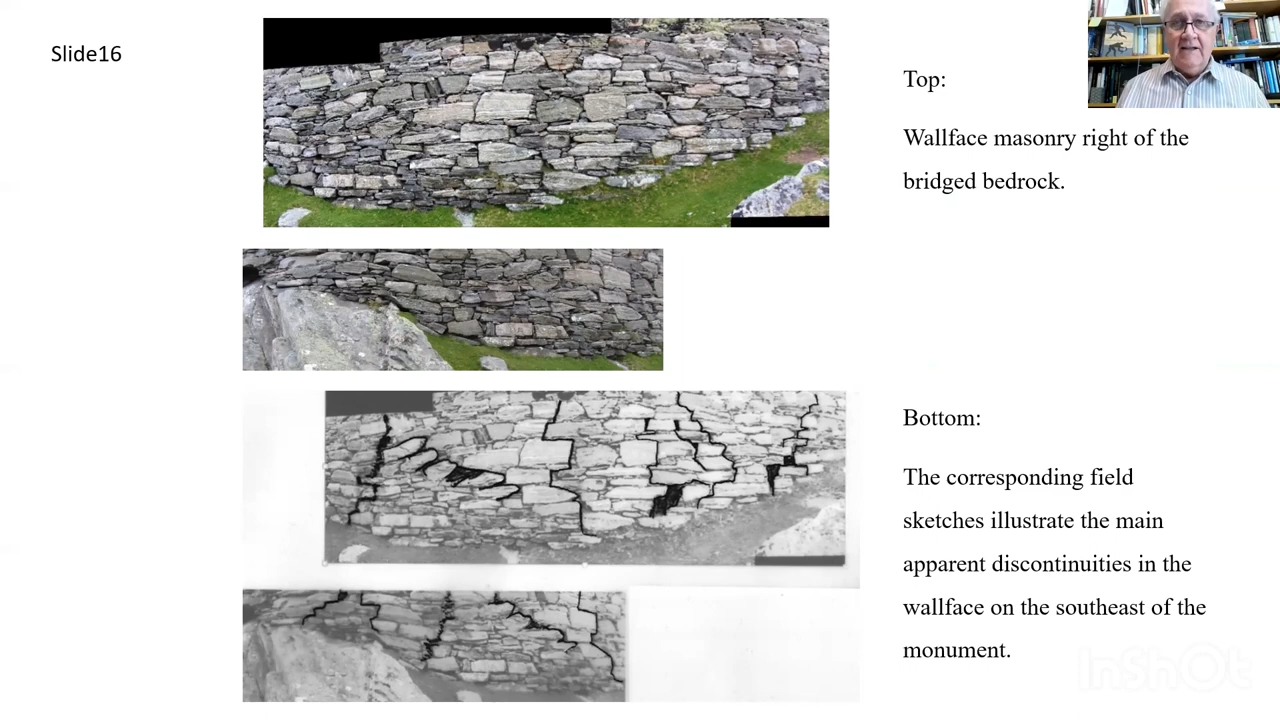 Slide16
Top:
Wallface masonry right of the
bridged bedrock.
Bottom:
The corresponding field
sketches illustrate the main
apparent discontinuities in the
wallface on the southeast of the
monument.
InShOt